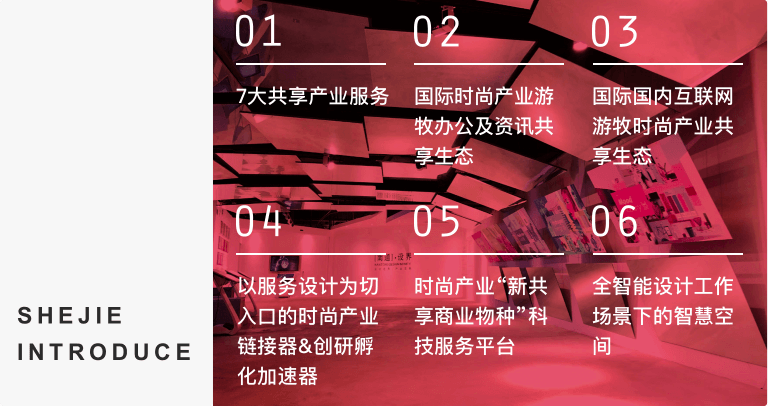 01
7大共享产业服务
02
国际时尚产业游
牧办公及资讯共
享生态
03
国际国内互联网
游牧时尚产业共
享生态
04
以服务设计为切
入口的时尚产业
链接器&创研孵
化加速器
05
时尚产业“新共
享商业物种”科
技服务平台
06
全智能设计工作
场景下的智慧空
间
SHEJIE
INTRODUCE